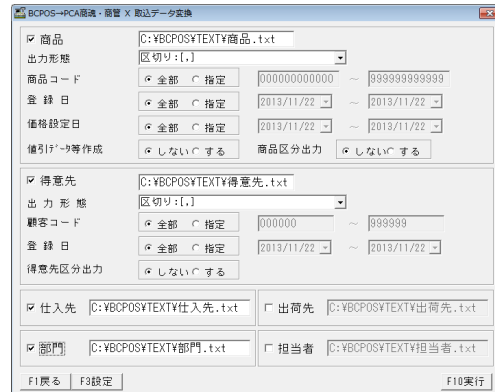 BCPOS→PCA商魂・商管 X 取込データ変換
商品 C:¥BCPOS¥TEXT¥商品.txt
出力形態 区切り:[,]
商品コード 全部 指定 000000000000 ～ 999999999999
登 録 日 全部 指定 2013/11/22 ～ 2013/11/22
価格設定日 全部 指定 2013/11/22 ～ 2013/11/22
値引ﾃﾞｰﾀ等作成 しない する 商品区分出力 しない する
得意先 C:¥BCPOS¥TEXT¥得意先.txt
出 力 形 態 区切り:[,]
顧客コード 全部 指定 000000 ～ 999999
登 録 日 全部 指定 2013/11/22 ～ 2013/11/22
得意先区分出力 しない する
仕入先 C:¥BCPOS¥TEXT¥仕入先.txt 出荷先 C:¥BCPOS¥TEXT¥出荷先.txt
部門 C:¥BCPOS¥TEXT¥部門.txt 担当者 C:¥BCPOS¥TEXT¥担当者.txt
F1戻る F3設定 F10実行